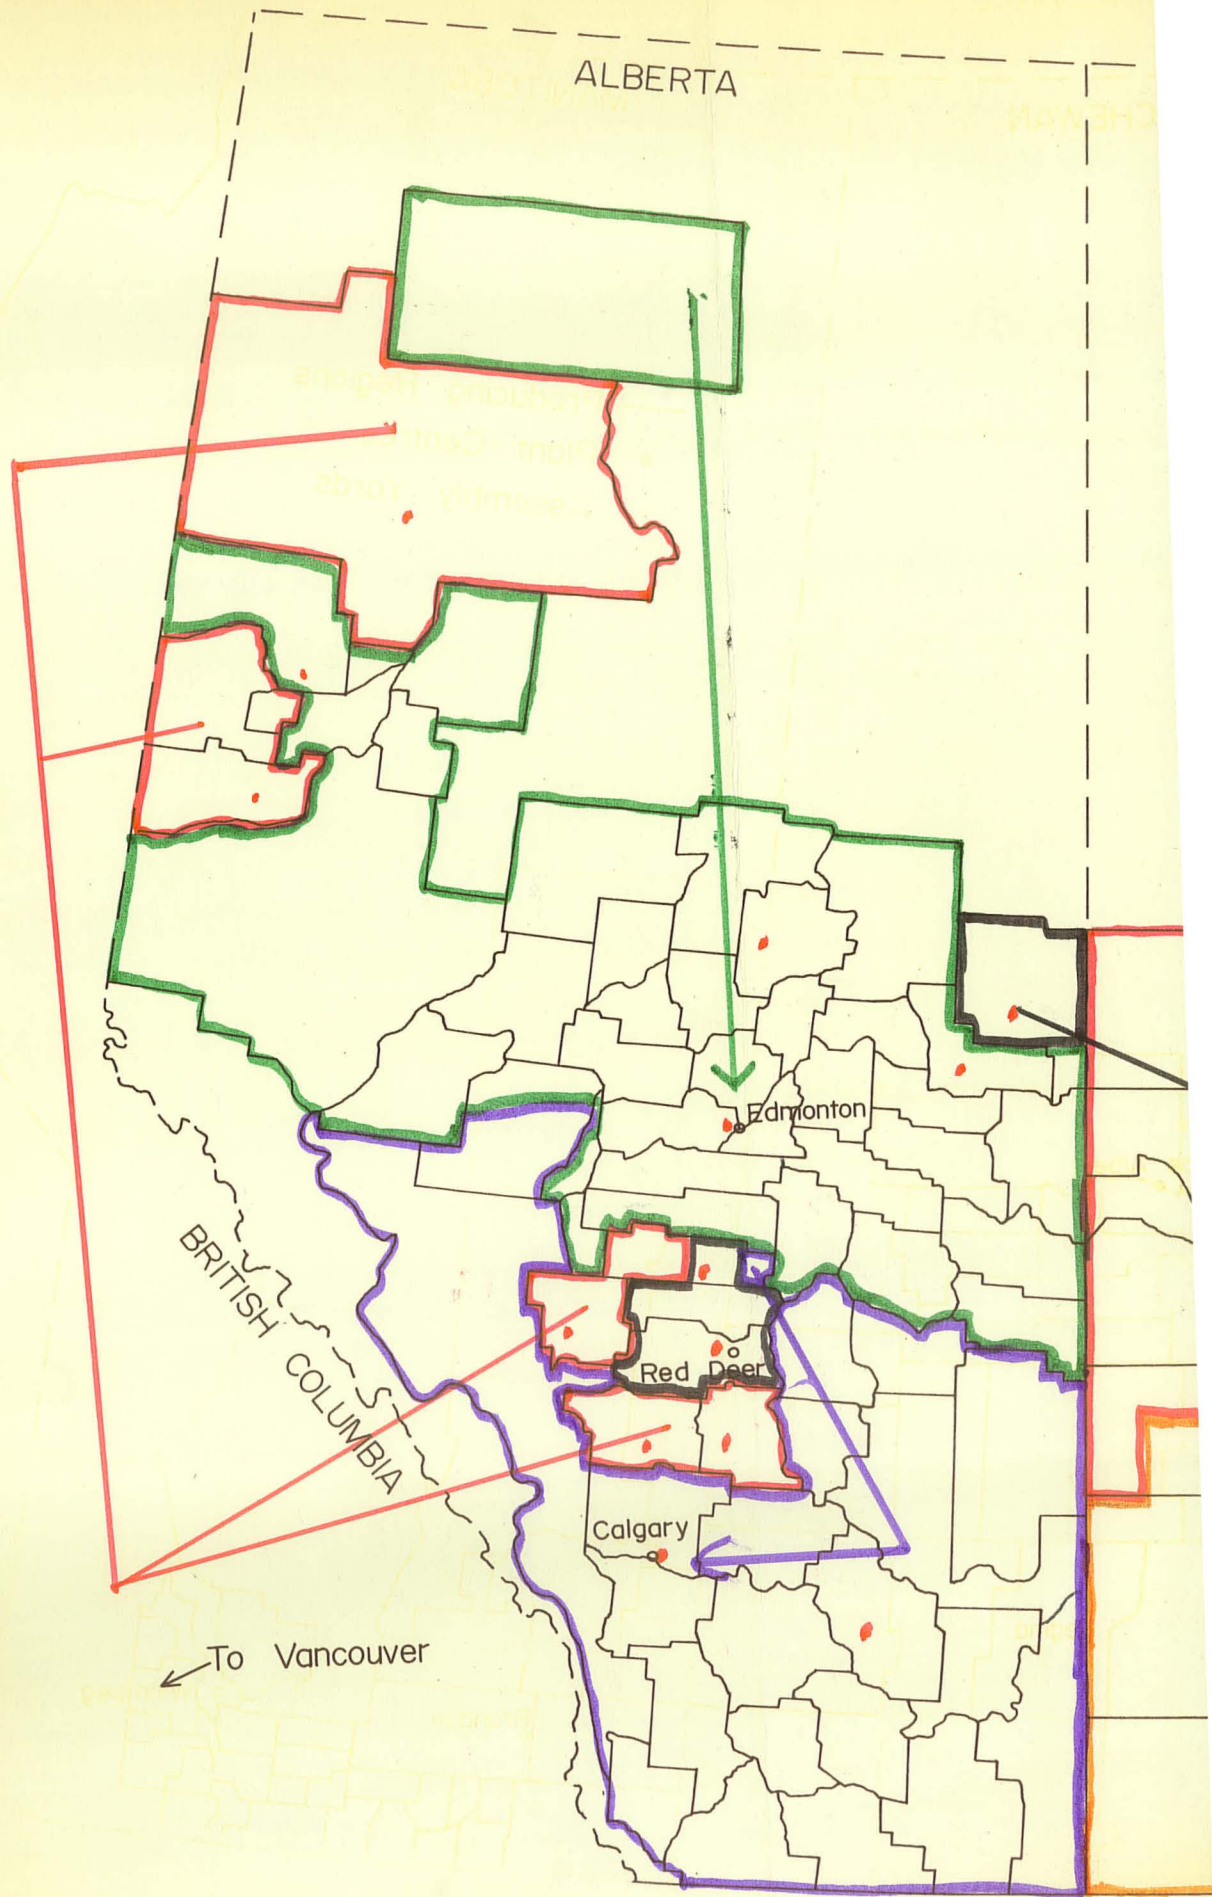 ALBERTA
Edmonton
Red Deer
BRITISH COLUMBIA
Calgary
To Vancouver